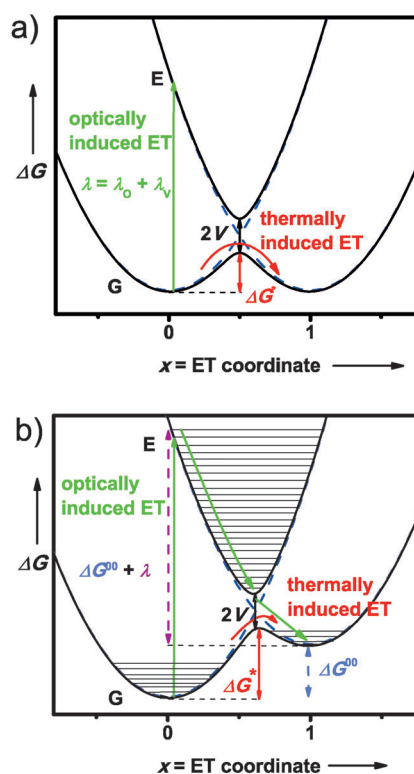 a)
E
optically
induced ET
λ = λo + λv
ΔG
2V
thermally
induced ET
G
ΔG*
0
1
x = ET coordinate
b)
E
optically
induced ET
ΔG
ΔG⁰⁰ + λ
2V
thermally
induced ET
ΔG*
ΔG⁰⁰
G
0
1
x = ET coordinate